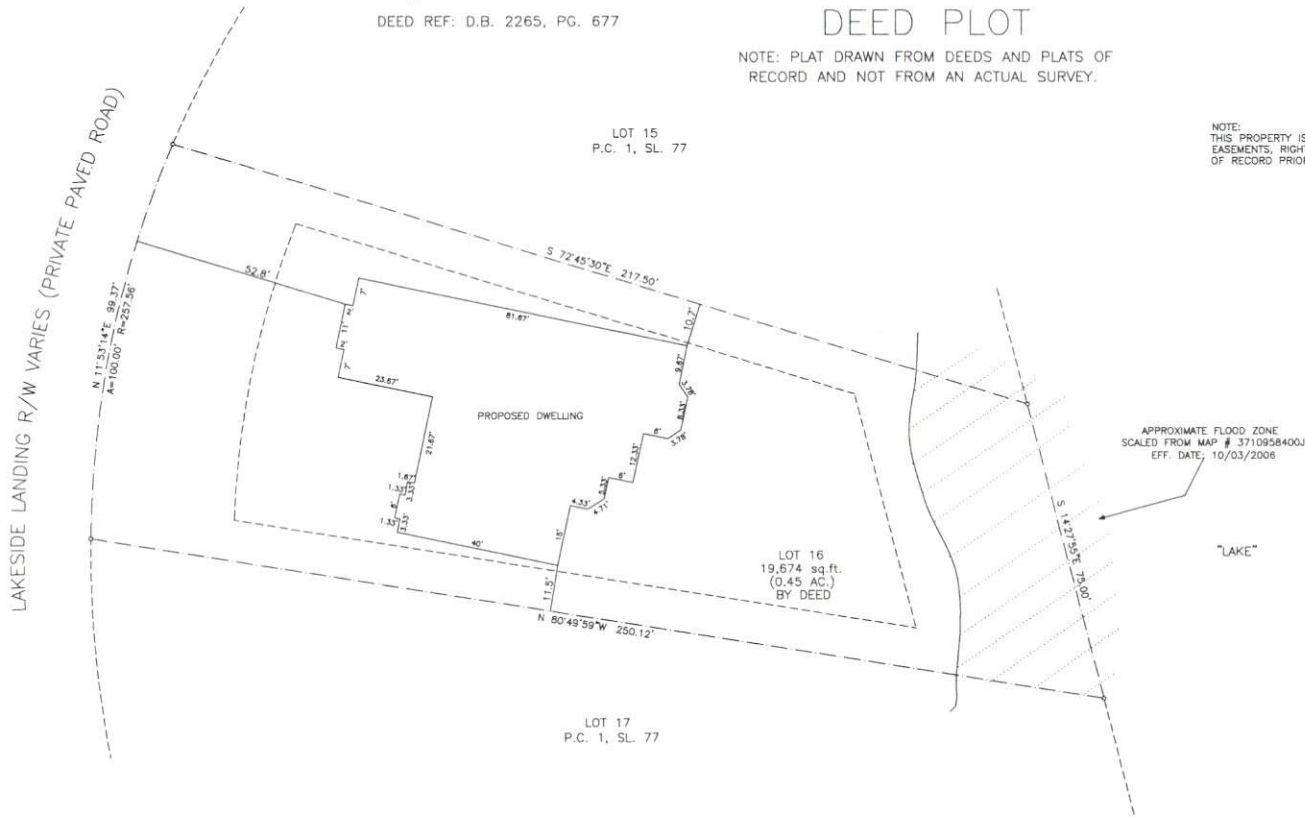 DEED REF: D.B. 2265, PG. 677
DEED PLOT
NOTE: PLAT DRAWN FROM DEEDS AND PLATS OF
RECORD AND NOT FROM AN ACTUAL SURVEY.
NOTE:
THIS PROPERTY IS
EASEMENTS, RIGHT
OF RECORD PRIOR
LOT 15
P.C. 1, SL. 77
LAKESIDE LANDING R/W VARIES (PRIVATE PAVED ROAD)
N 11°53'14"E 99.37'
A=100.00' R=257.56'
S 72°45'30"E 217.50'
52.8'
7'
2'
11'
2'
7'
81.67'
10.7'
9.67'
3.78'
8.33'
3.78'
6'
12.33'
6'
5.33'
4.71'
4.33'
15'
23.67'
PROPOSED DWELLING
21.67'
1.67'
1.33'
3.33'
6'
1.33'
3.33'
40'
11.5'
N 80°49'59"W 250.12'
LOT 16
19,674 sq.ft.
(0.45 AC.)
BY DEED
APPROXIMATE FLOOD ZONE
SCALED FROM MAP # 3710958400J
EFF. DATE: 10/03/2006
S 14°27'55"E 75.00'
"LAKE"
LOT 17
P.C. 1, SL. 77